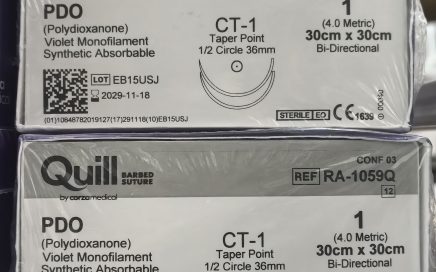 PDO
(Polydioxanone)
Violet Monofilament
Synthetic Absorbable
CT-1
Taper Point
1/2 Circle 36mm
1
(4.0 Metric)
30cm x 30cm
Bi-Directional
LOT EB15USJ
2029-11-18
STERILE EO
CE 1639
(01)10848782019127(17)291118(10)EB15USJ
Quill BARBED SUTURE
by corza medical
CONF 03
REF RA-1059Q
12
PDO
(Polydioxanone)
Violet Monofilament
Synthetic Absorbable
CT-1
Taper Point
1/2 Circle 36mm
1
(4.0 Metric)
30cm x 30cm
Bi-Directional